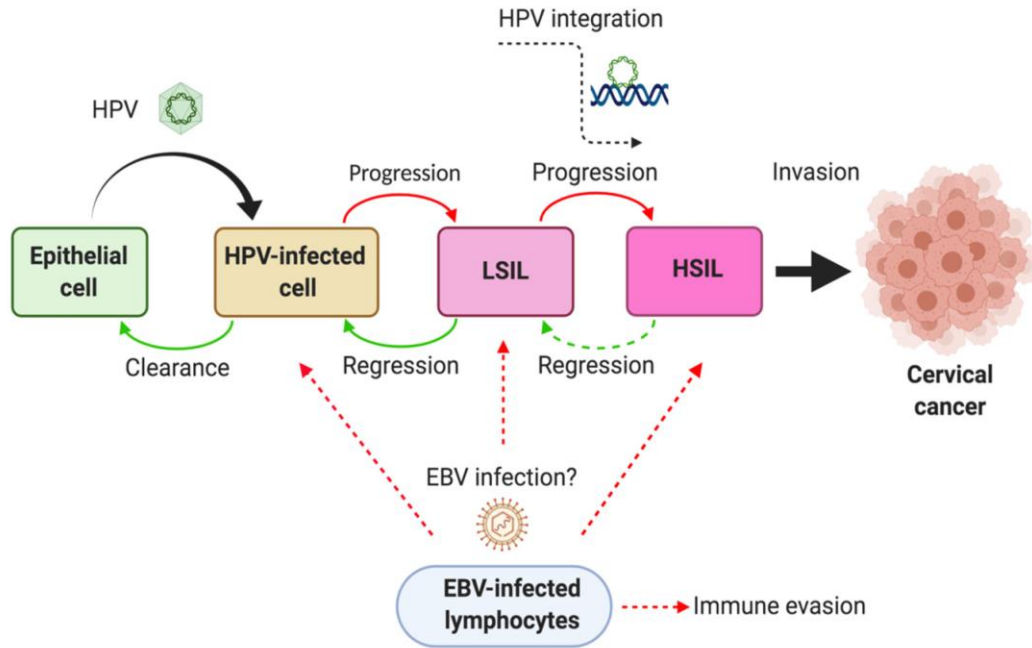 HPV integration
HPV
Progression
Progression
Invasion
Epithelial
cell
HPV-infected
cell
LSIL
HSIL
Clearance
Regression
Regression
Cervical
cancer
EBV infection?
EBV-infected
lymphocytes
Immune evasion